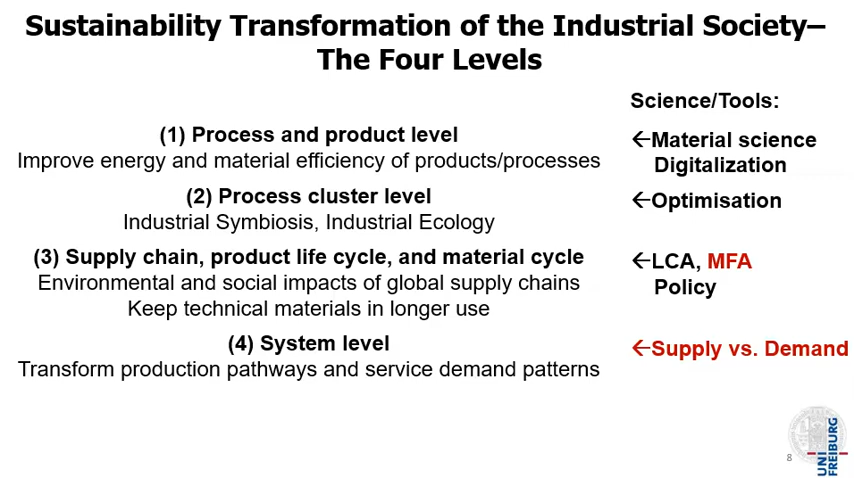 Sustainability Transformation of the Industrial Society–
The Four Levels
Science/Tools:
(1) Process and product level
Improve energy and material efficiency of products/processes
←Material science
Digitalization
(2) Process cluster level
Industrial Symbiosis, Industrial Ecology
←Optimisation
(3) Supply chain, product life cycle, and material cycle
Environmental and social impacts of global supply chains
Keep technical materials in longer use
←LCA, MFA
Policy
(4) System level
Transform production pathways and service demand patterns
←Supply vs. Demand
8
UNI
FREIBURG